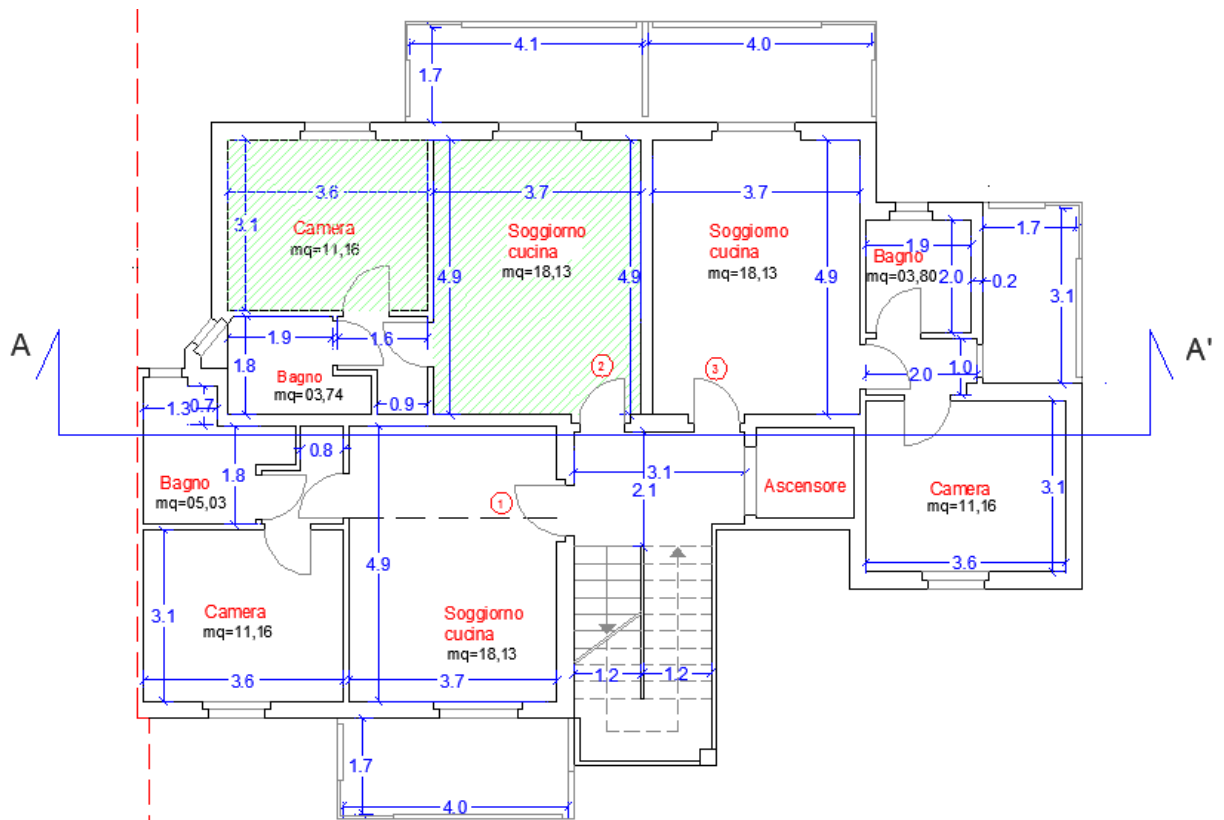 4.1
4.0
1.7
3.6
3.7
3.7
3.1
Camera
mq=11,16
Soggiorno
cucina
mq=18,13
Soggiorno
cucina
mq=18,13
1.9
Bagno
mq=03,80
2.0
1.7
0.2
3.1
4.9
4.9
4.9
A
A'
1.9
1.6
1.8
Bagno
mq=03,74
0.9
2
3
2.0
1.0
1.3
0.7
0.8
1.8
Bagno
mq=05,03
3.1
2.1
Ascensore
Camera
mq=11,16
3.1
3.6
1
4.9
3.1
Camera
mq=11,16
Soggiorno
cucina
mq=18,13
3.6
3.7
1.2
1.2
1.7
4.0